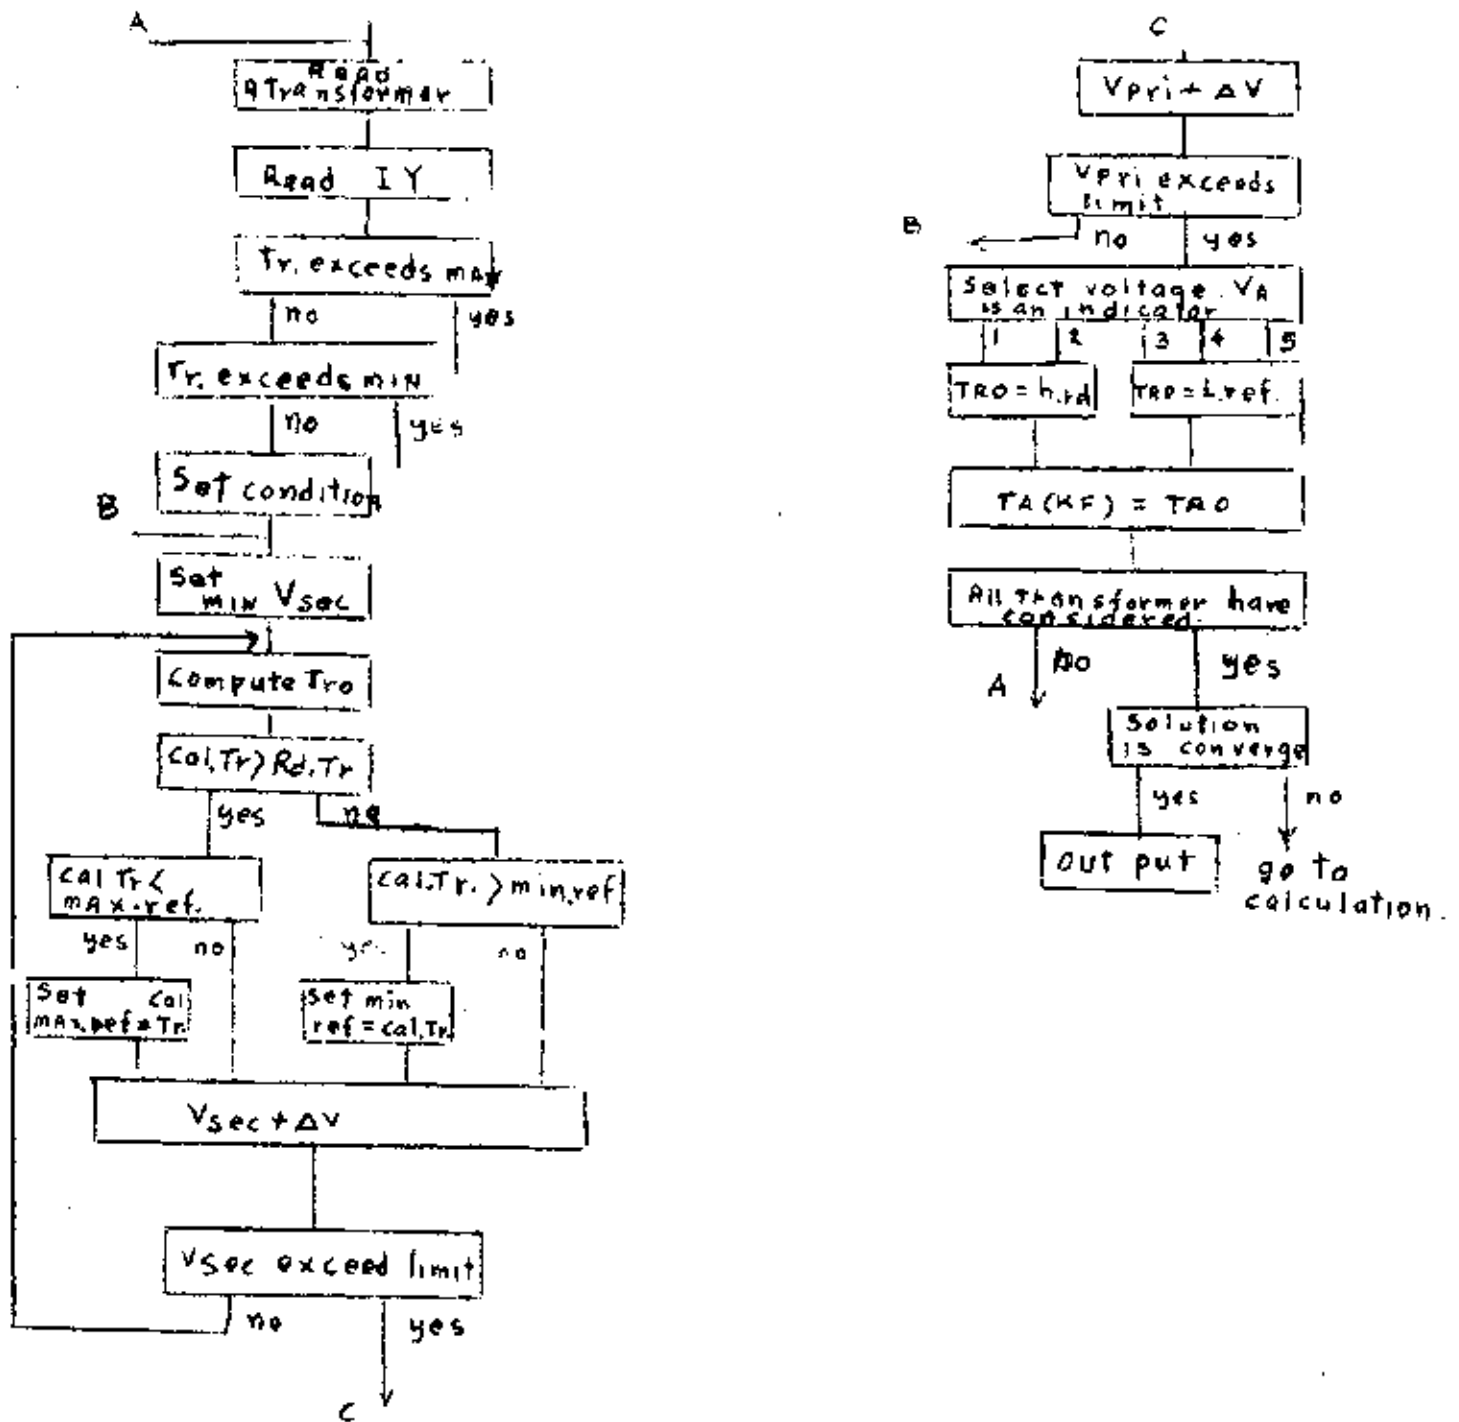 A
Read
A Transformer
Read I Y
Tr. exceeds MAX
no
yes
Tr. exceeds MIN
no
yes
Set condition
B
Set
MIN Vsec
Compute Tro
Cal.Tr > Rd.Tr
yes
no
Cal Tr <
MAX.ref.
Cal.Tr. > min.ref
yes
no
yes
no
Set Cal
MAX.ref = Tr.
Set min
ref = Cal.Tr.
Vsec + ΔV
Vsec exceed limit
no
yes
C
C
Vpri + ΔV
Vpri exceeds
limit
B
no
yes
Select voltage VA
is an indicator
1
2
3
4
5
TRO =
TRO =
TA(KF) = TRO
All Transformer have
considered.
no
yes
A
Solution
is converge
yes
no
Out put
go to
calculation.